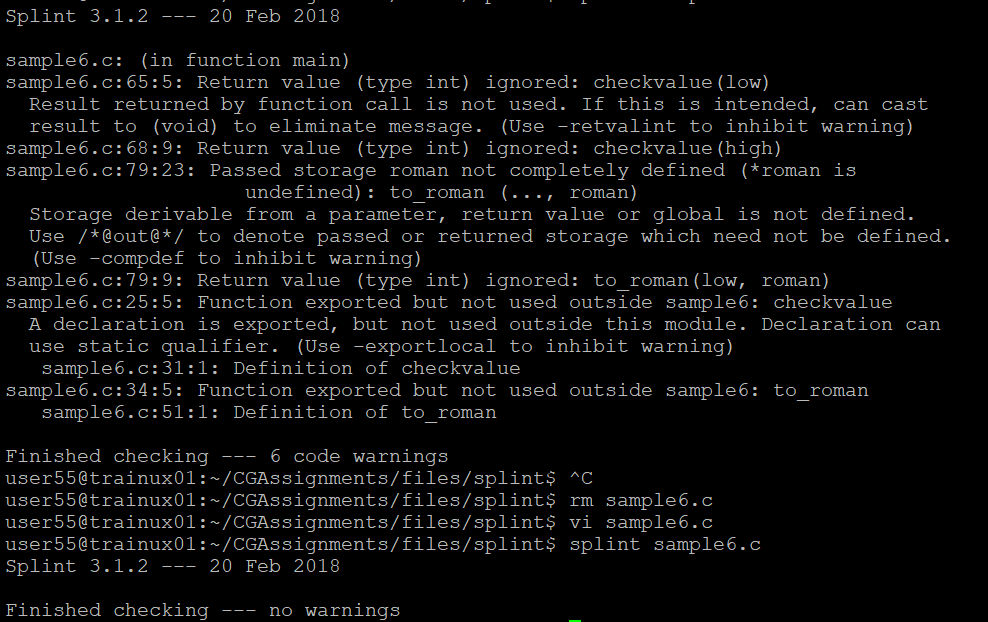 Splint 3.1.2 --- 20 Feb 2018
sample6.c: (in function main)
sample6.c:65:5: Return value (type int) ignored: checkvalue(low)
  Result returned by function call is not used. If this is intended, can cast
  result to (void) to eliminate message. (Use -retvalint to inhibit warning)
sample6.c:68:9: Return value (type int) ignored: checkvalue(high)
sample6.c:79:23: Passed storage roman not completely defined (*roman is
                    undefined): to_roman (..., roman)
  Storage derivable from a parameter, return value or global is not defined.
  Use /*@out@*/ to denote passed or returned storage which need not be defined.
  (Use -compdef to inhibit warning)
sample6.c:79:9: Return value (type int) ignored: to_roman(low, roman)
sample6.c:25:5: Function exported but not used outside sample6: checkvalue
  A declaration is exported, but not used outside this module. Declaration can
  use static qualifier. (Use -exportlocal to inhibit warning)
   sample6.c:31:1: Definition of checkvalue
sample6.c:34:5: Function exported but not used outside sample6: to_roman
   sample6.c:51:1: Definition of to_roman
Finished checking --- 6 code warnings
user55@trainux01:~/CGAssignments/files/splint$ ^C
user55@trainux01:~/CGAssignments/files/splint$ rm sample6.c
user55@trainux01:~/CGAssignments/files/splint$ vi sample6.c
user55@trainux01:~/CGAssignments/files/splint$ splint sample6.c
Splint 3.1.2 --- 20 Feb 2018
Finished checking --- no warnings